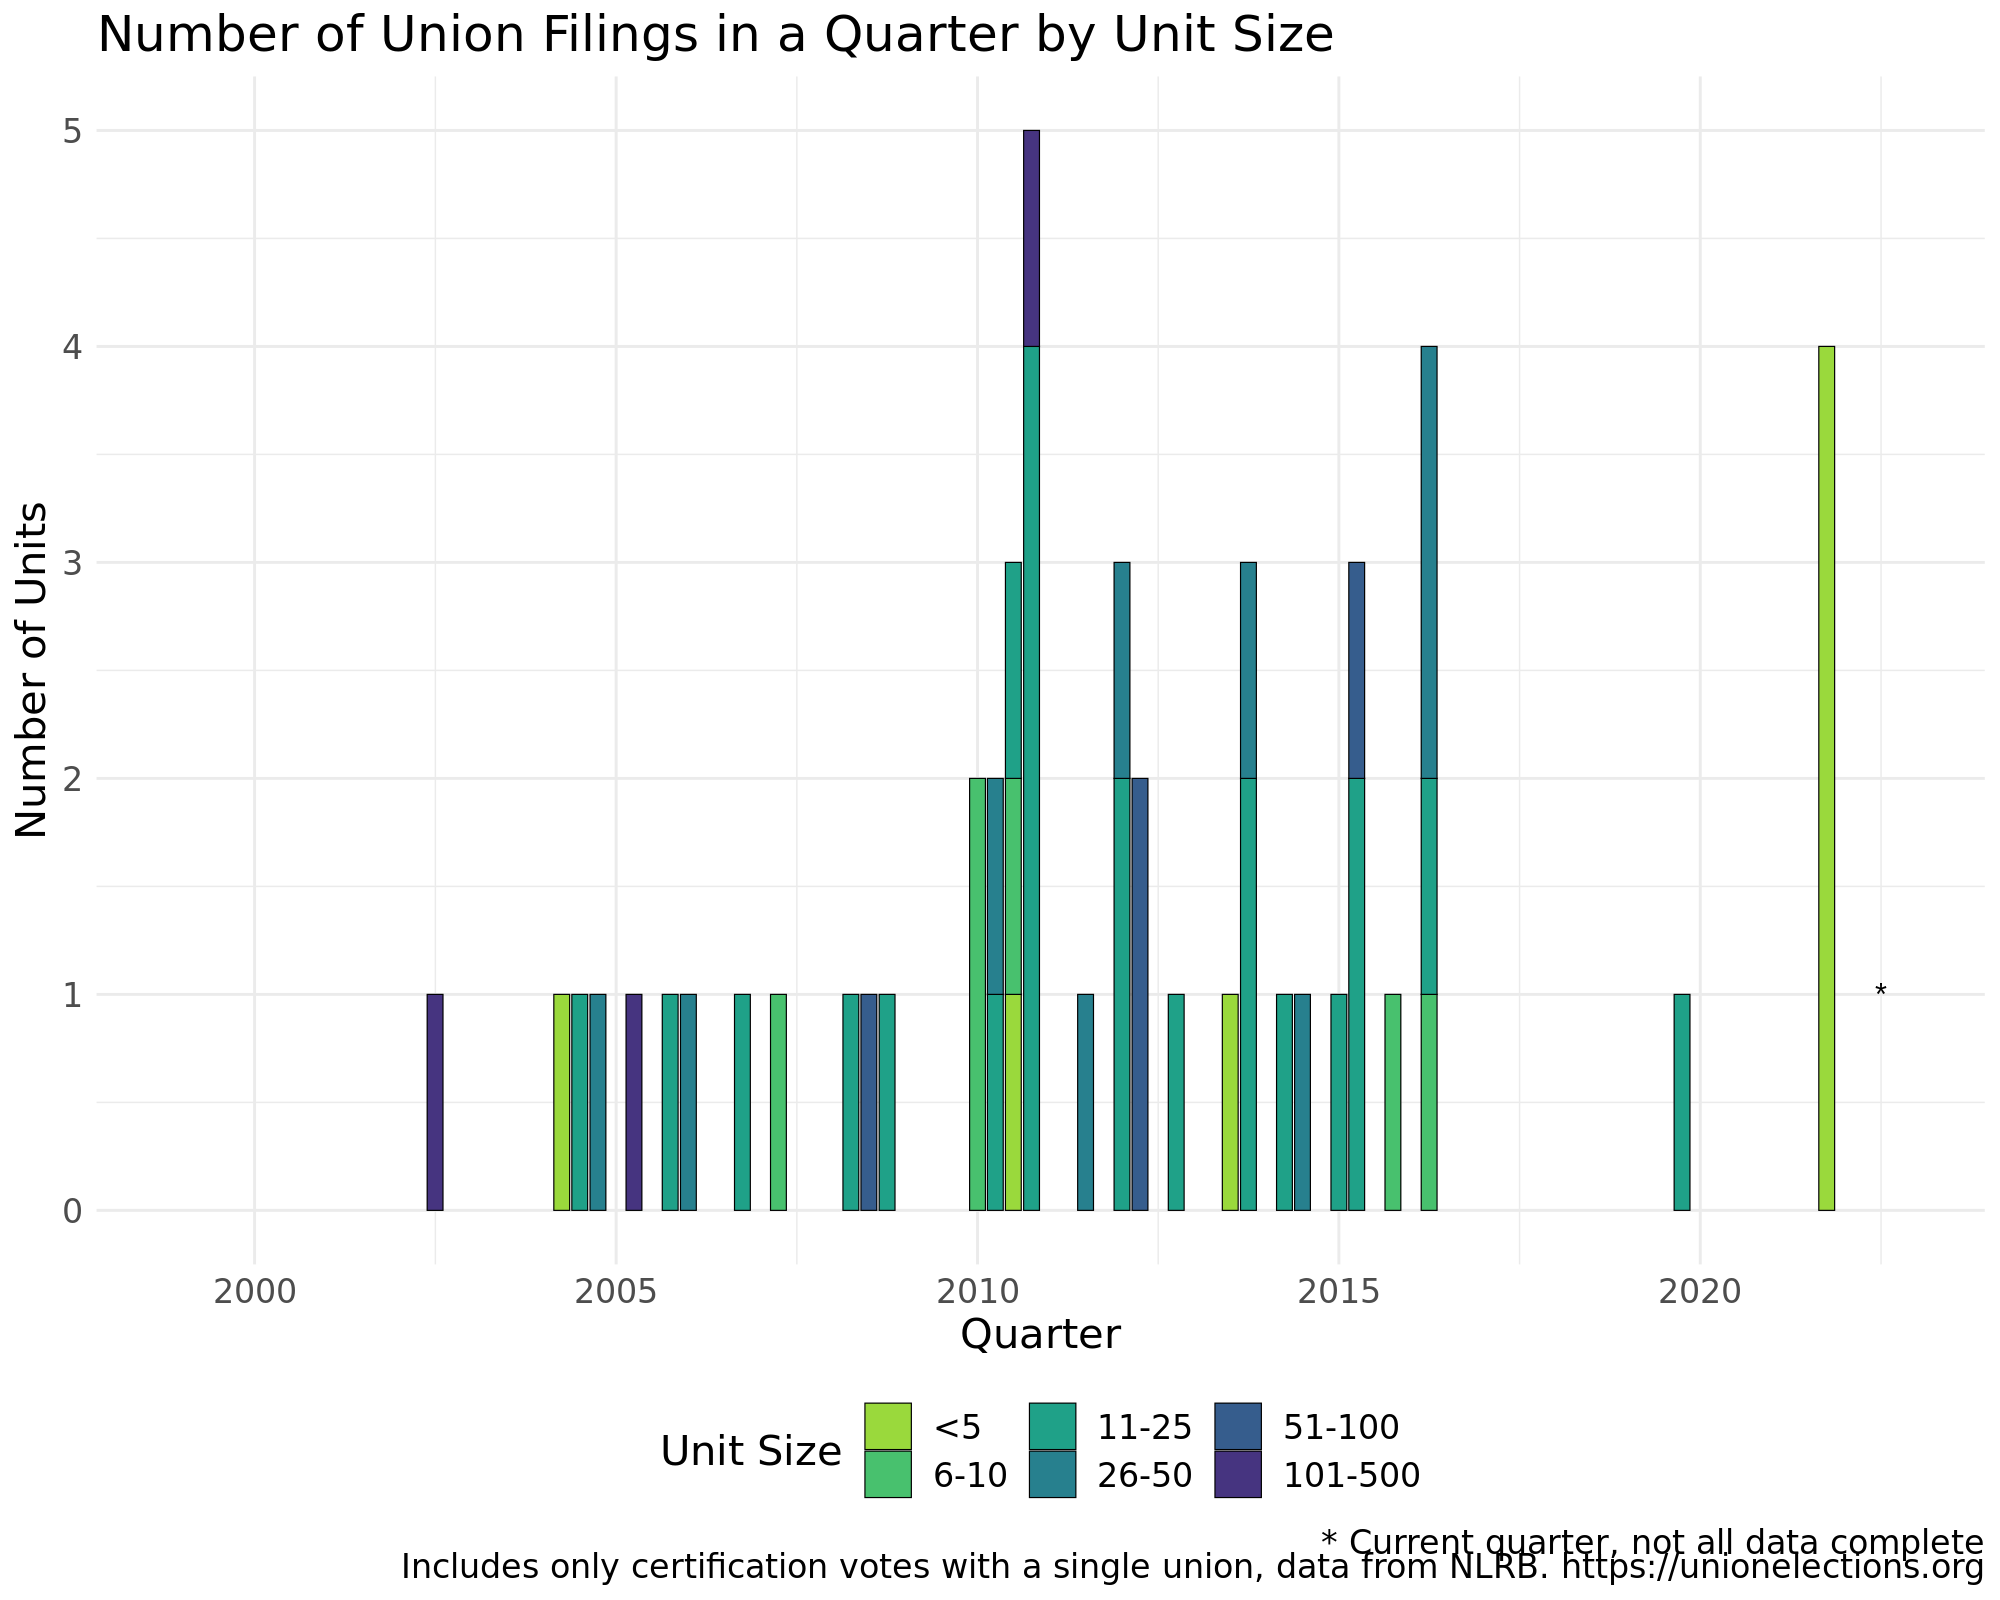 Number of Union Filings in a Quarter by Unit Size
Number of Units
5
4
3
2
1
0
*
2000 2005 2010 2015 2020
Quarter
Unit Size
<5 11-25 51-100
6-10 26-50 101-500
* Current quarter, not all data complete
Includes only certification votes with a single union, data from NLRB. https://unionelections.org